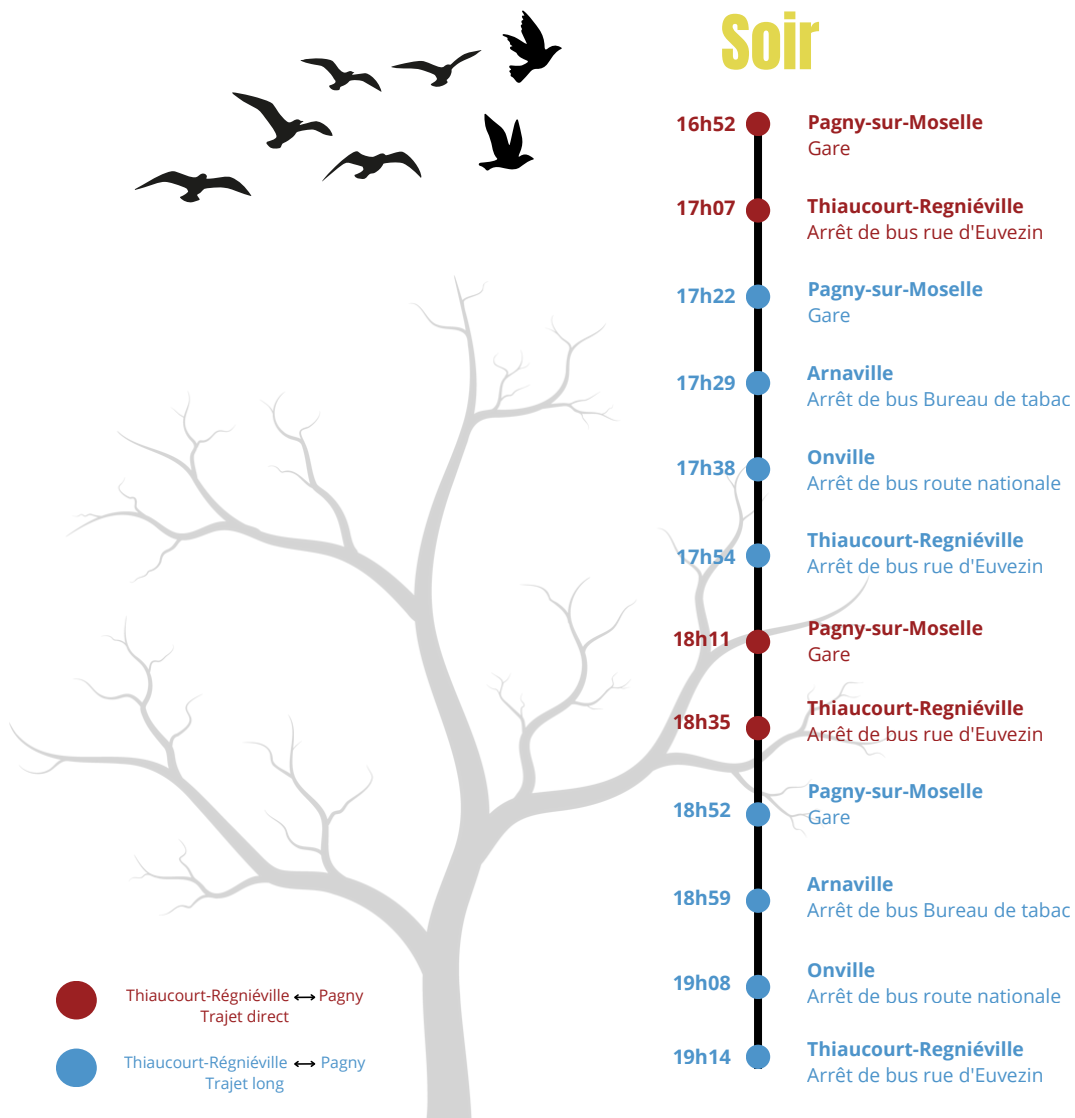 Soir
16h52
Pagny-sur-Moselle
Gare
17h07
Thiaucourt-Regniéville
Arrêt de bus rue d'Euvezin
17h22
Pagny-sur-Moselle
Gare
17h29
Arnaville
Arrêt de bus Bureau de tabac
17h38
Onville
Arrêt de bus route nationale
17h54
Thiaucourt-Regniéville
Arrêt de bus rue d'Euvezin
18h11
Pagny-sur-Moselle
Gare
18h35
Thiaucourt-Regniéville
Arrêt de bus rue d'Euvezin
18h52
Pagny-sur-Moselle
Gare
18h59
Arnaville
Arrêt de bus Bureau de tabac
19h08
Onville
Arrêt de bus route nationale
19h14
Thiaucourt-Regniéville
Arrêt de bus rue d'Euvezin
Thiaucourt-Régniéville ↔ Pagny
Trajet direct
Thiaucourt-Régniéville ↔ Pagny
Trajet long